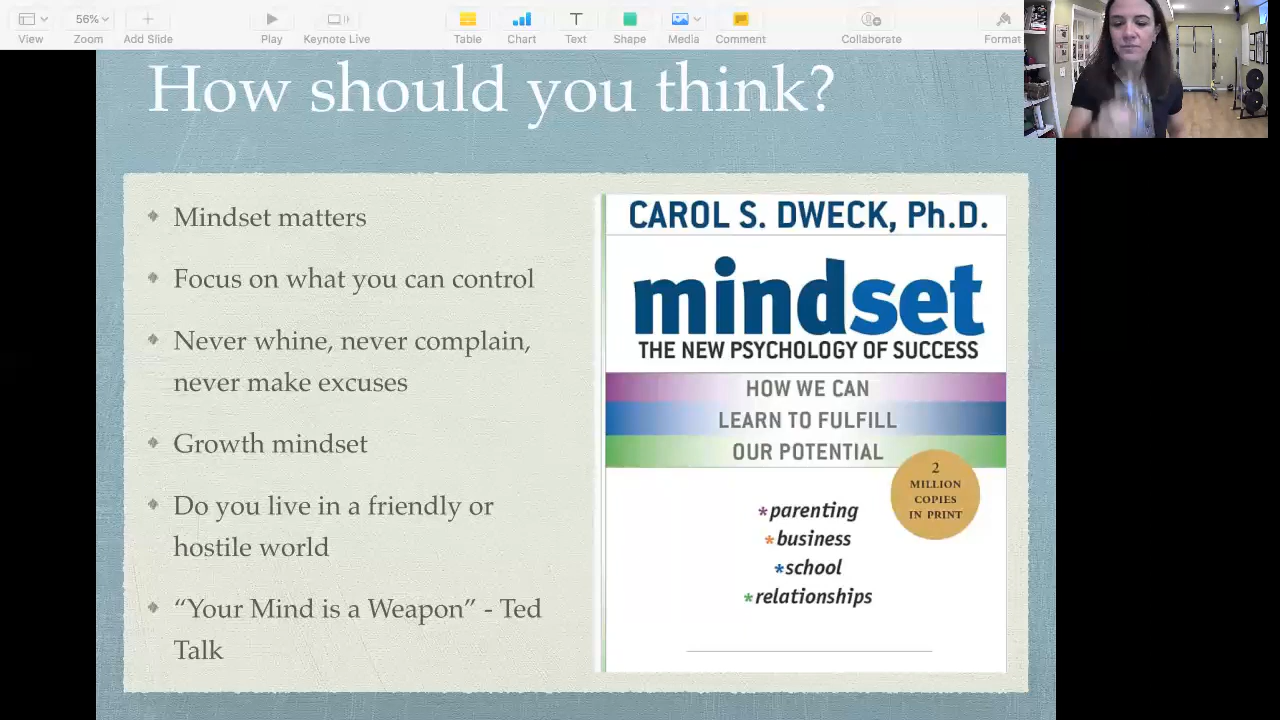 56%
View
Zoom
Add Slide
Play
Keynote Live
Table
Chart
Text
Shape
Media
Comment
Collaborate
Format
How should you think?
Mindset matters
Focus on what you can control
Never whine, never complain,
never make excuses
Growth mindset
Do you live in a friendly or
hostile world
“Your Mind is a Weapon” - Ted
Talk
CAROL S. DWECK, Ph.D.
mindset
THE NEW PSYCHOLOGY OF SUCCESS
HOW WE CAN
LEARN TO FULFILL
OUR POTENTIAL
2
MILLION
COPIES
IN PRINT
*parenting
*business
*school
*relationships